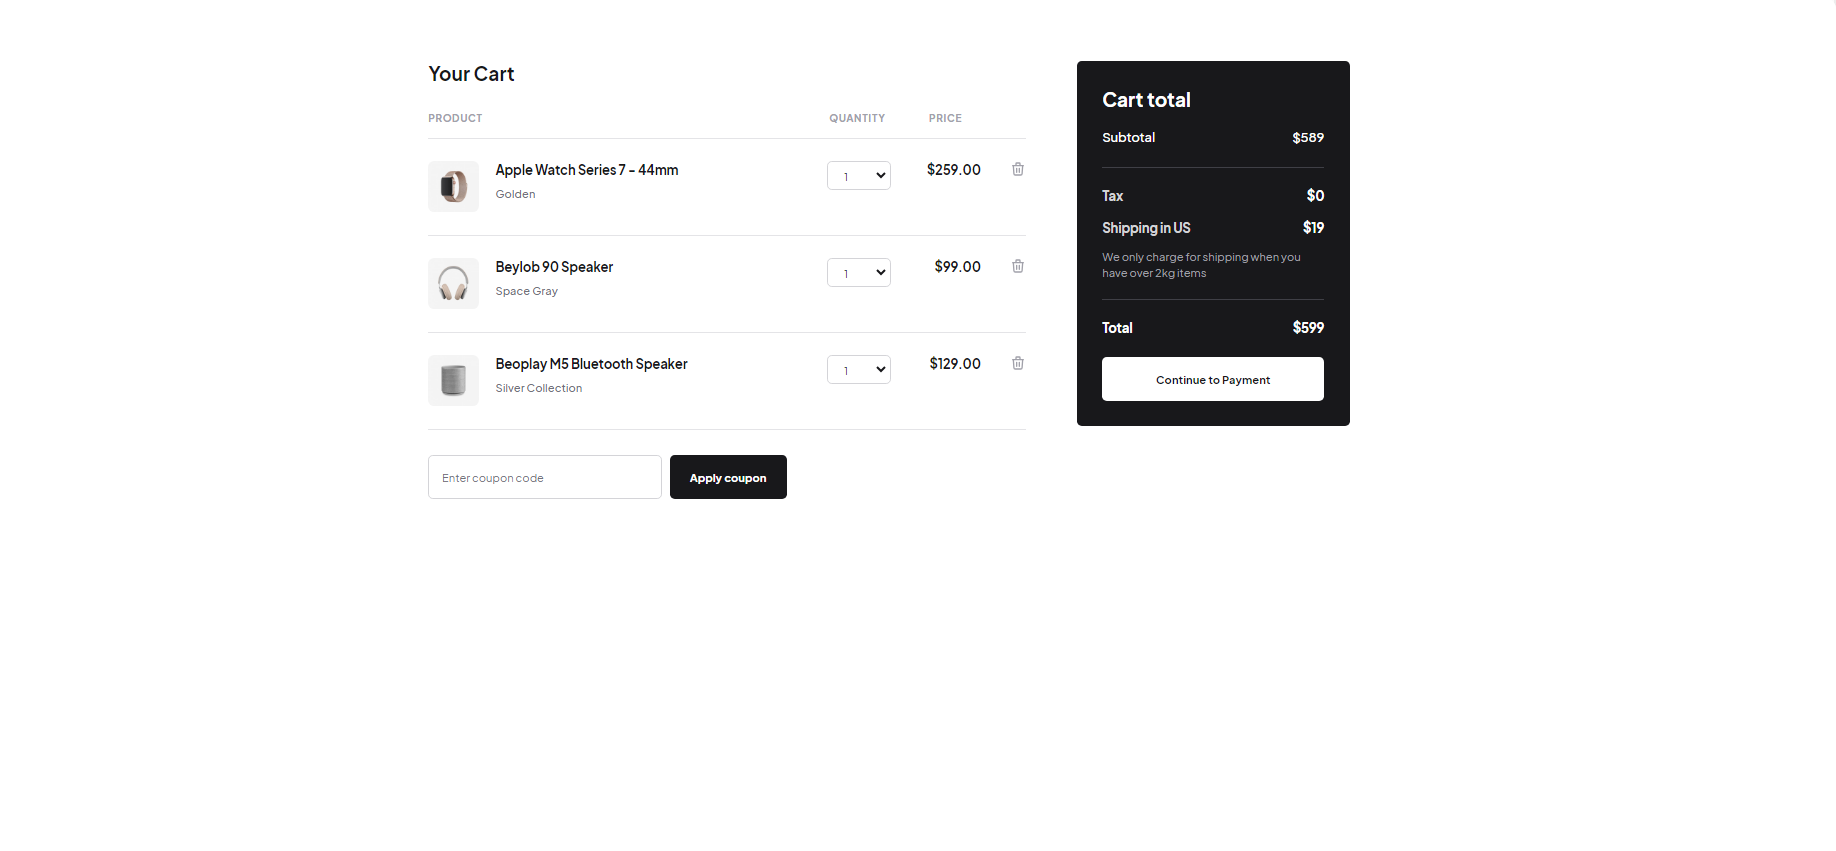 Your Cart
PRODUCT QUANTITY PRICE
Apple Watch Series 7 - 44mm 1 $259.00
Golden
Beylob 90 Speaker 1 $99.00
Space Gray
Beoplay M5 Bluetooth Speaker 1 $129.00
Silver Collection
Enter coupon code Apply coupon
Cart total
Subtotal $589
Tax $0
Shipping in US $19
We only charge for shipping when you
have over 2kg items
Total $599
Continue to Payment